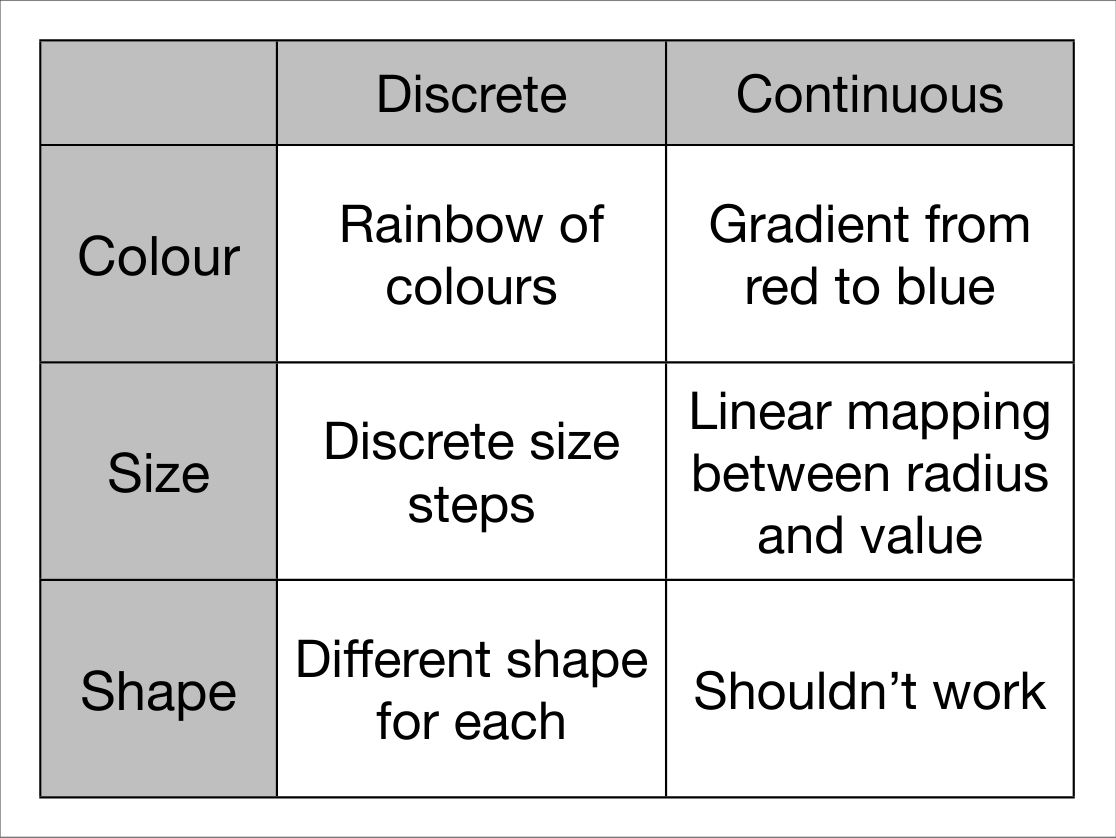 Discrete
Continuous
Colour
Rainbow of
colours
Gradient from
red to blue
Size
Discrete size
steps
Linear mapping
between radius
and value
Shape
Different shape
for each
Shouldn’t work